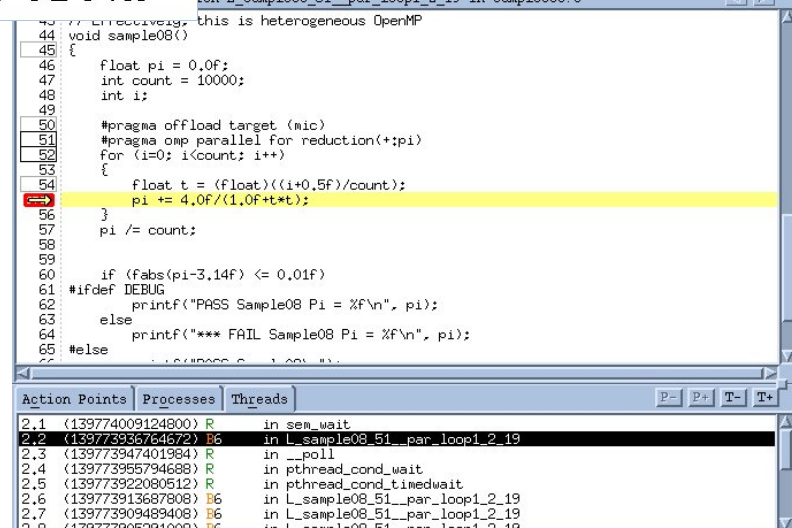 44 void sample08()
45 {
46 float pi = 0.0f;
47 int count = 10000;
48 int i;
49
50 #pragma offload target (mic)
51 #pragma omp parallel for reduction(+:pi)
52 for (i=0; i<count; i++)
53 {
54 float t = (float)((i+0.5f)/count);
pi += 4.0f/(1.0f+t*t);
56 }
57 pi /= count;
58
59
60 if (fabs(pi-3.14f) <= 0.01f)
61 #ifdef DEBUG
62 printf("PASS Sample08 Pi = %f\n", pi);
63 else
64 printf("*** FAIL Sample08 Pi = %f\n", pi);
65 #else
Action Points Processes Threads P- P+ T- T+
2.1 (139774009124800) R in sem_wait
2.2 (139773936764672) B6 in L_sample08_51__par_loop1_2_19
2.3 (139773947401984) R in __poll
2.4 (139773955794688) R in pthread_cond_wait
2.5 (139773922080512) R in pthread_cond_timedwait
2.6 (139773913687808) B6 in L_sample08_51__par_loop1_2_19
2.7 (139773909489408) B6 in L_sample08_51__par_loop1_2_19